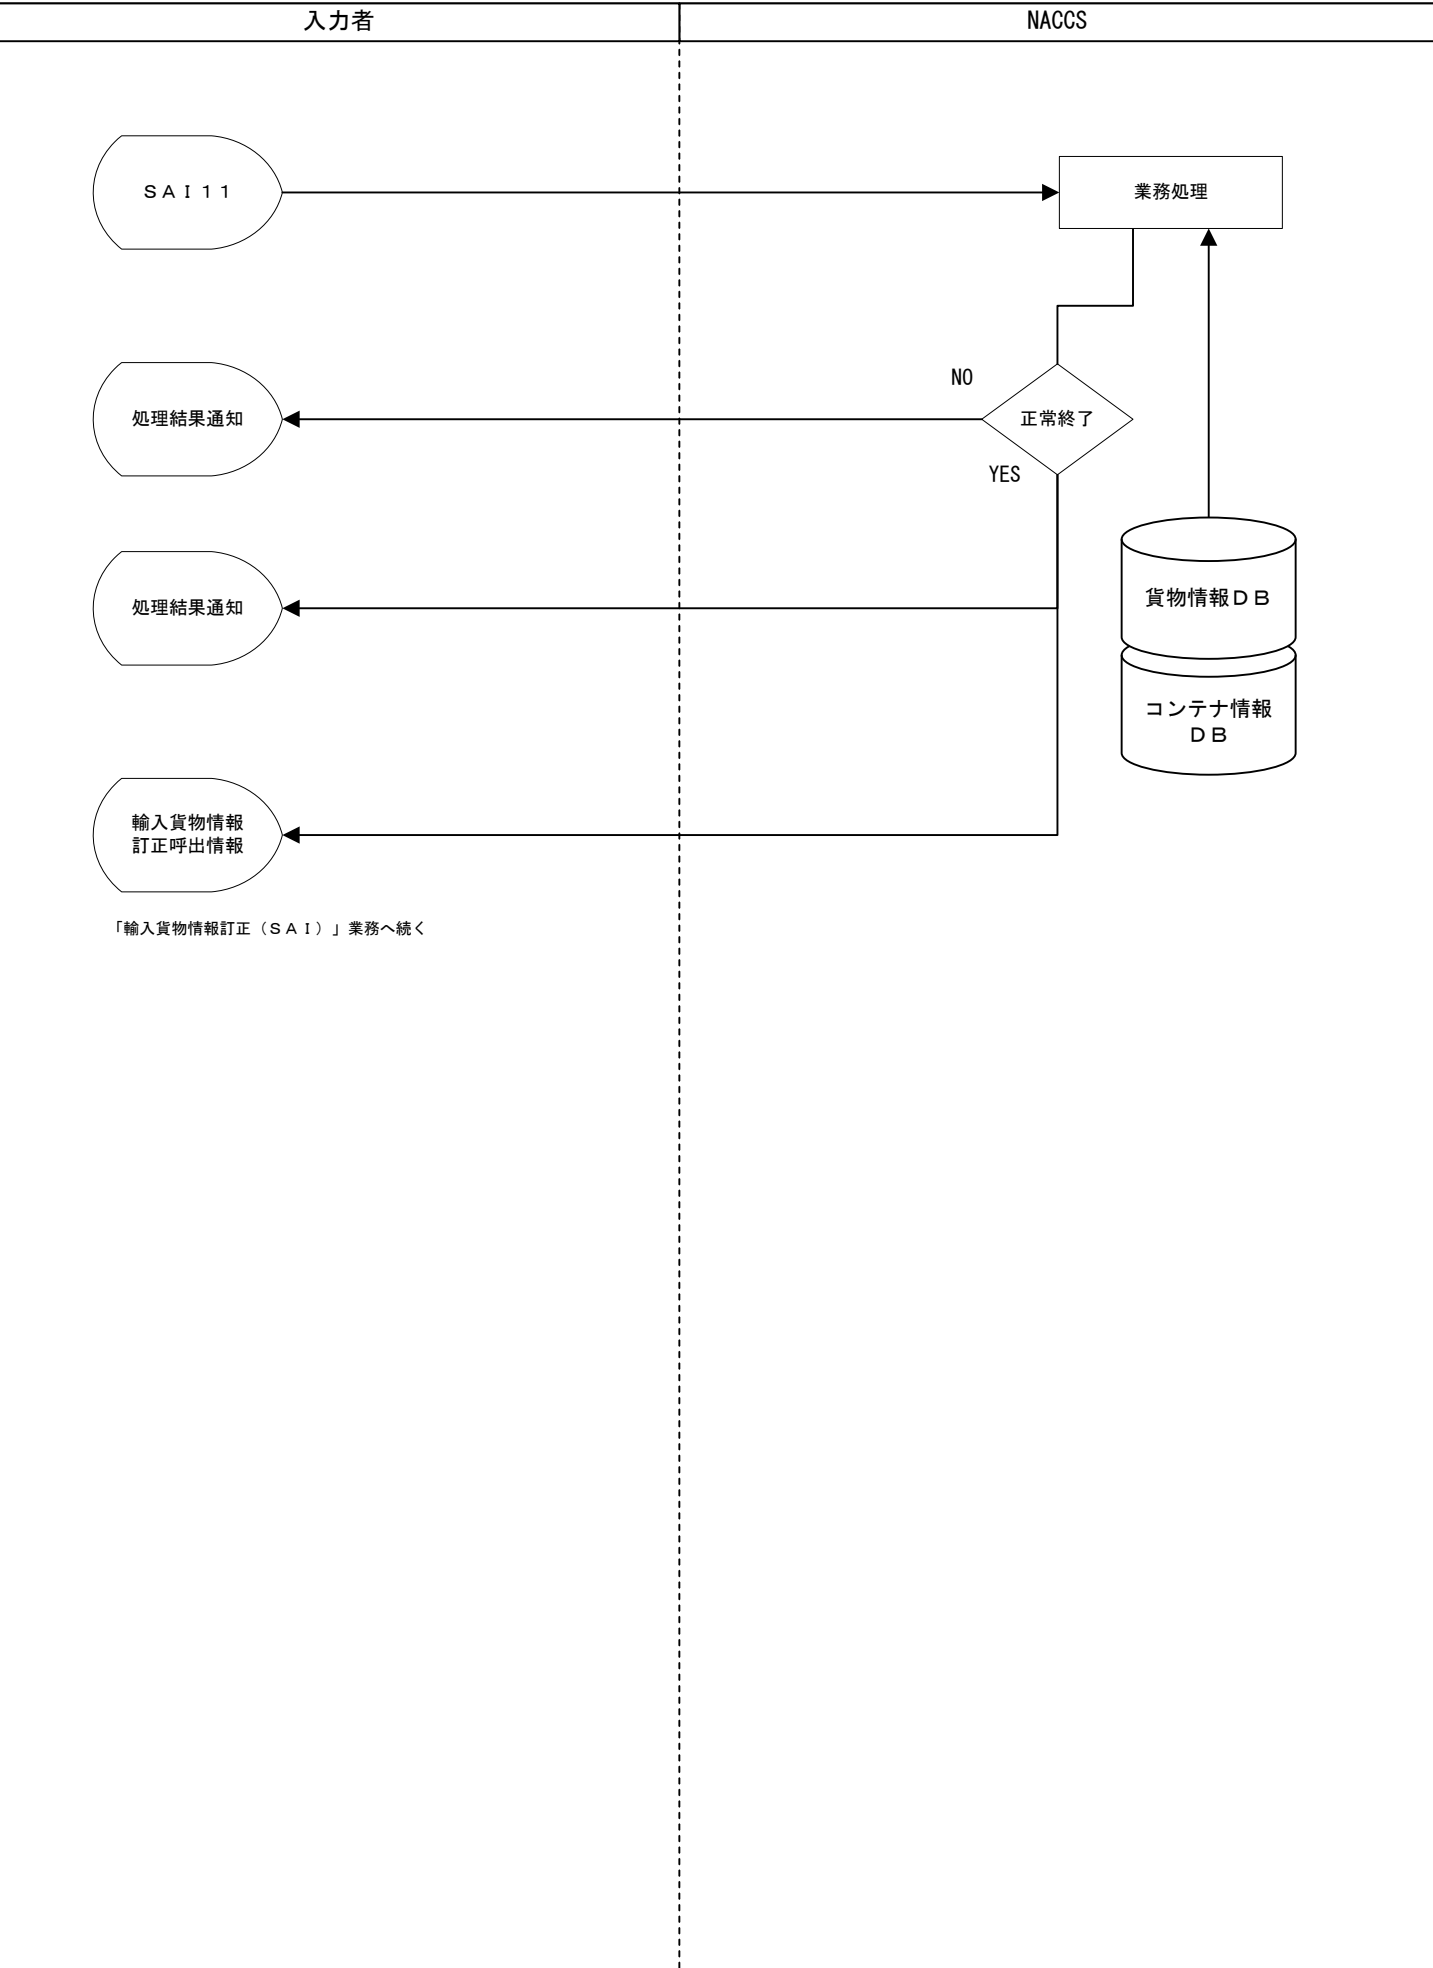 入力者
NACCS
ＳＡＩ１１
業務処理
NO
処理結果通知
正常終了
YES
処理結果通知
貨物情報ＤＢ
コンテナ情報
ＤＢ
輸入貨物情報
訂正呼出情報
「輸入貨物情報訂正（ＳＡＩ）」業務へ続く